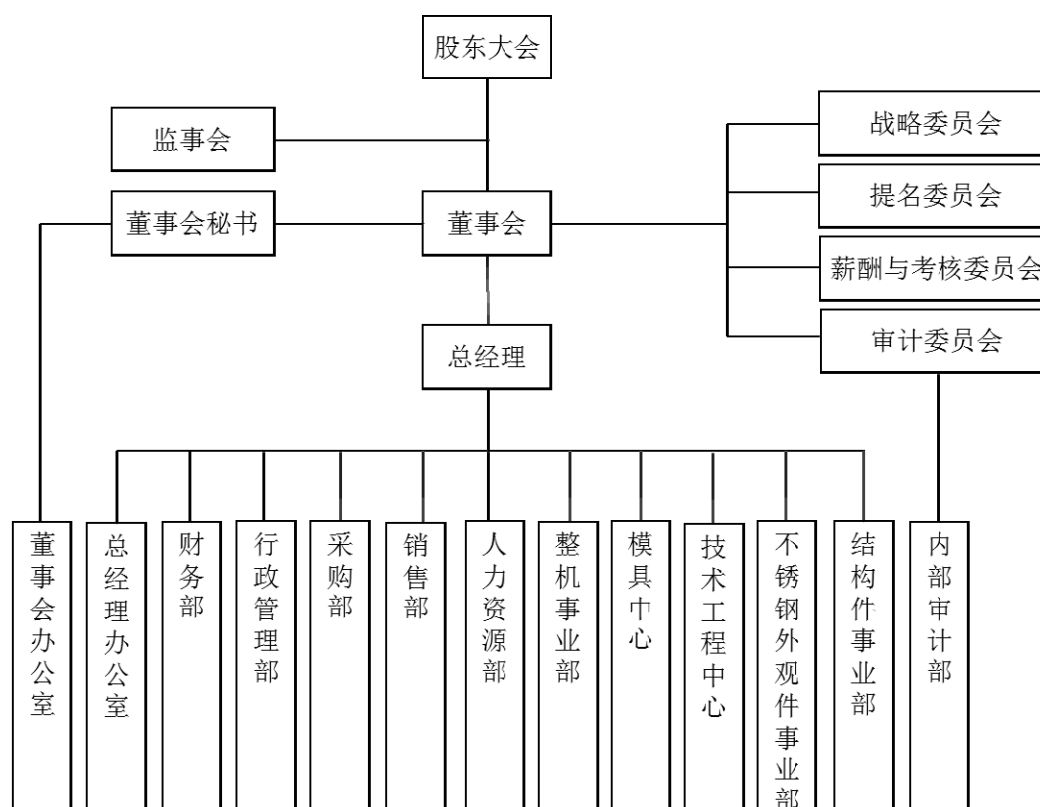 股东大会
监事会
战略委员会
提名委员会
董事会秘书
董事会
薪酬与考核委员会
总经理
审计委员会
董事会办公室
总经理办公室
财务部
行政管理部
采购部
销售部
人力资源部
整机事业部
模具中心
技术工程中心
不锈钢外观件事业部
结构件事业部
内部审计部